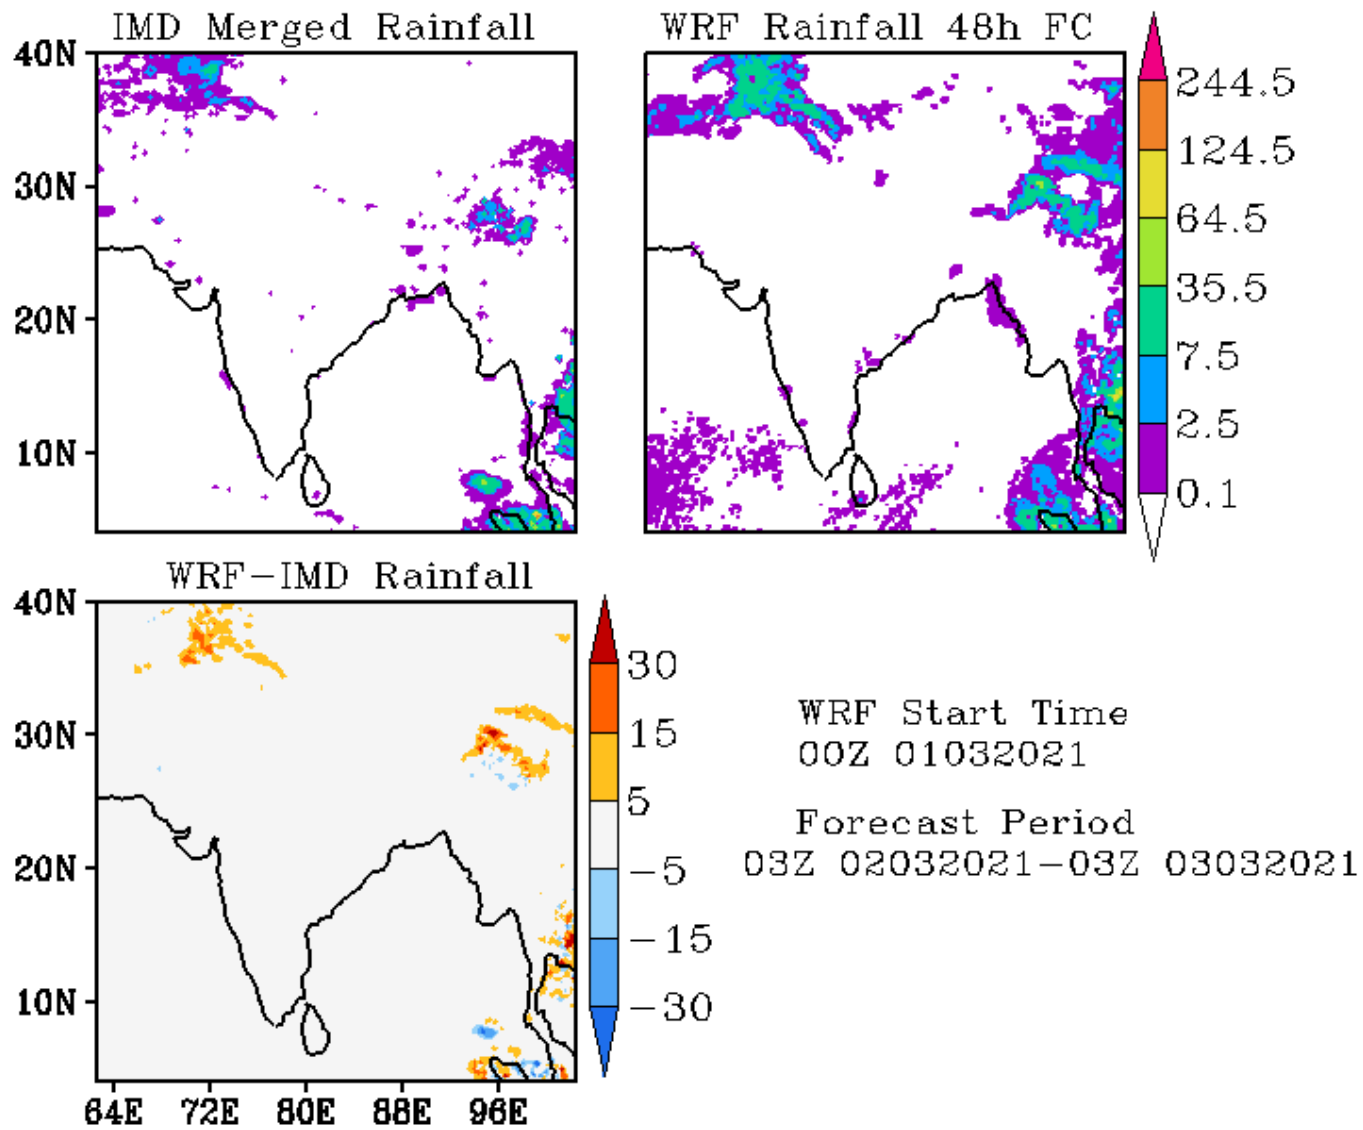 IMD Merged Rainfall
WRF Rainfall 48h FC
40N
30N
20N
10N
244.5
124.5
64.5
35.5
7.5
2.5
0.1
WRF-IMD Rainfall
40N
30N
20N
10N
64E 72E 80E 88E 96E
30
15
5
-5
-15
-30
WRF Start Time
00Z 01032021
Forecast Period
03Z 02032021-03Z 03032021